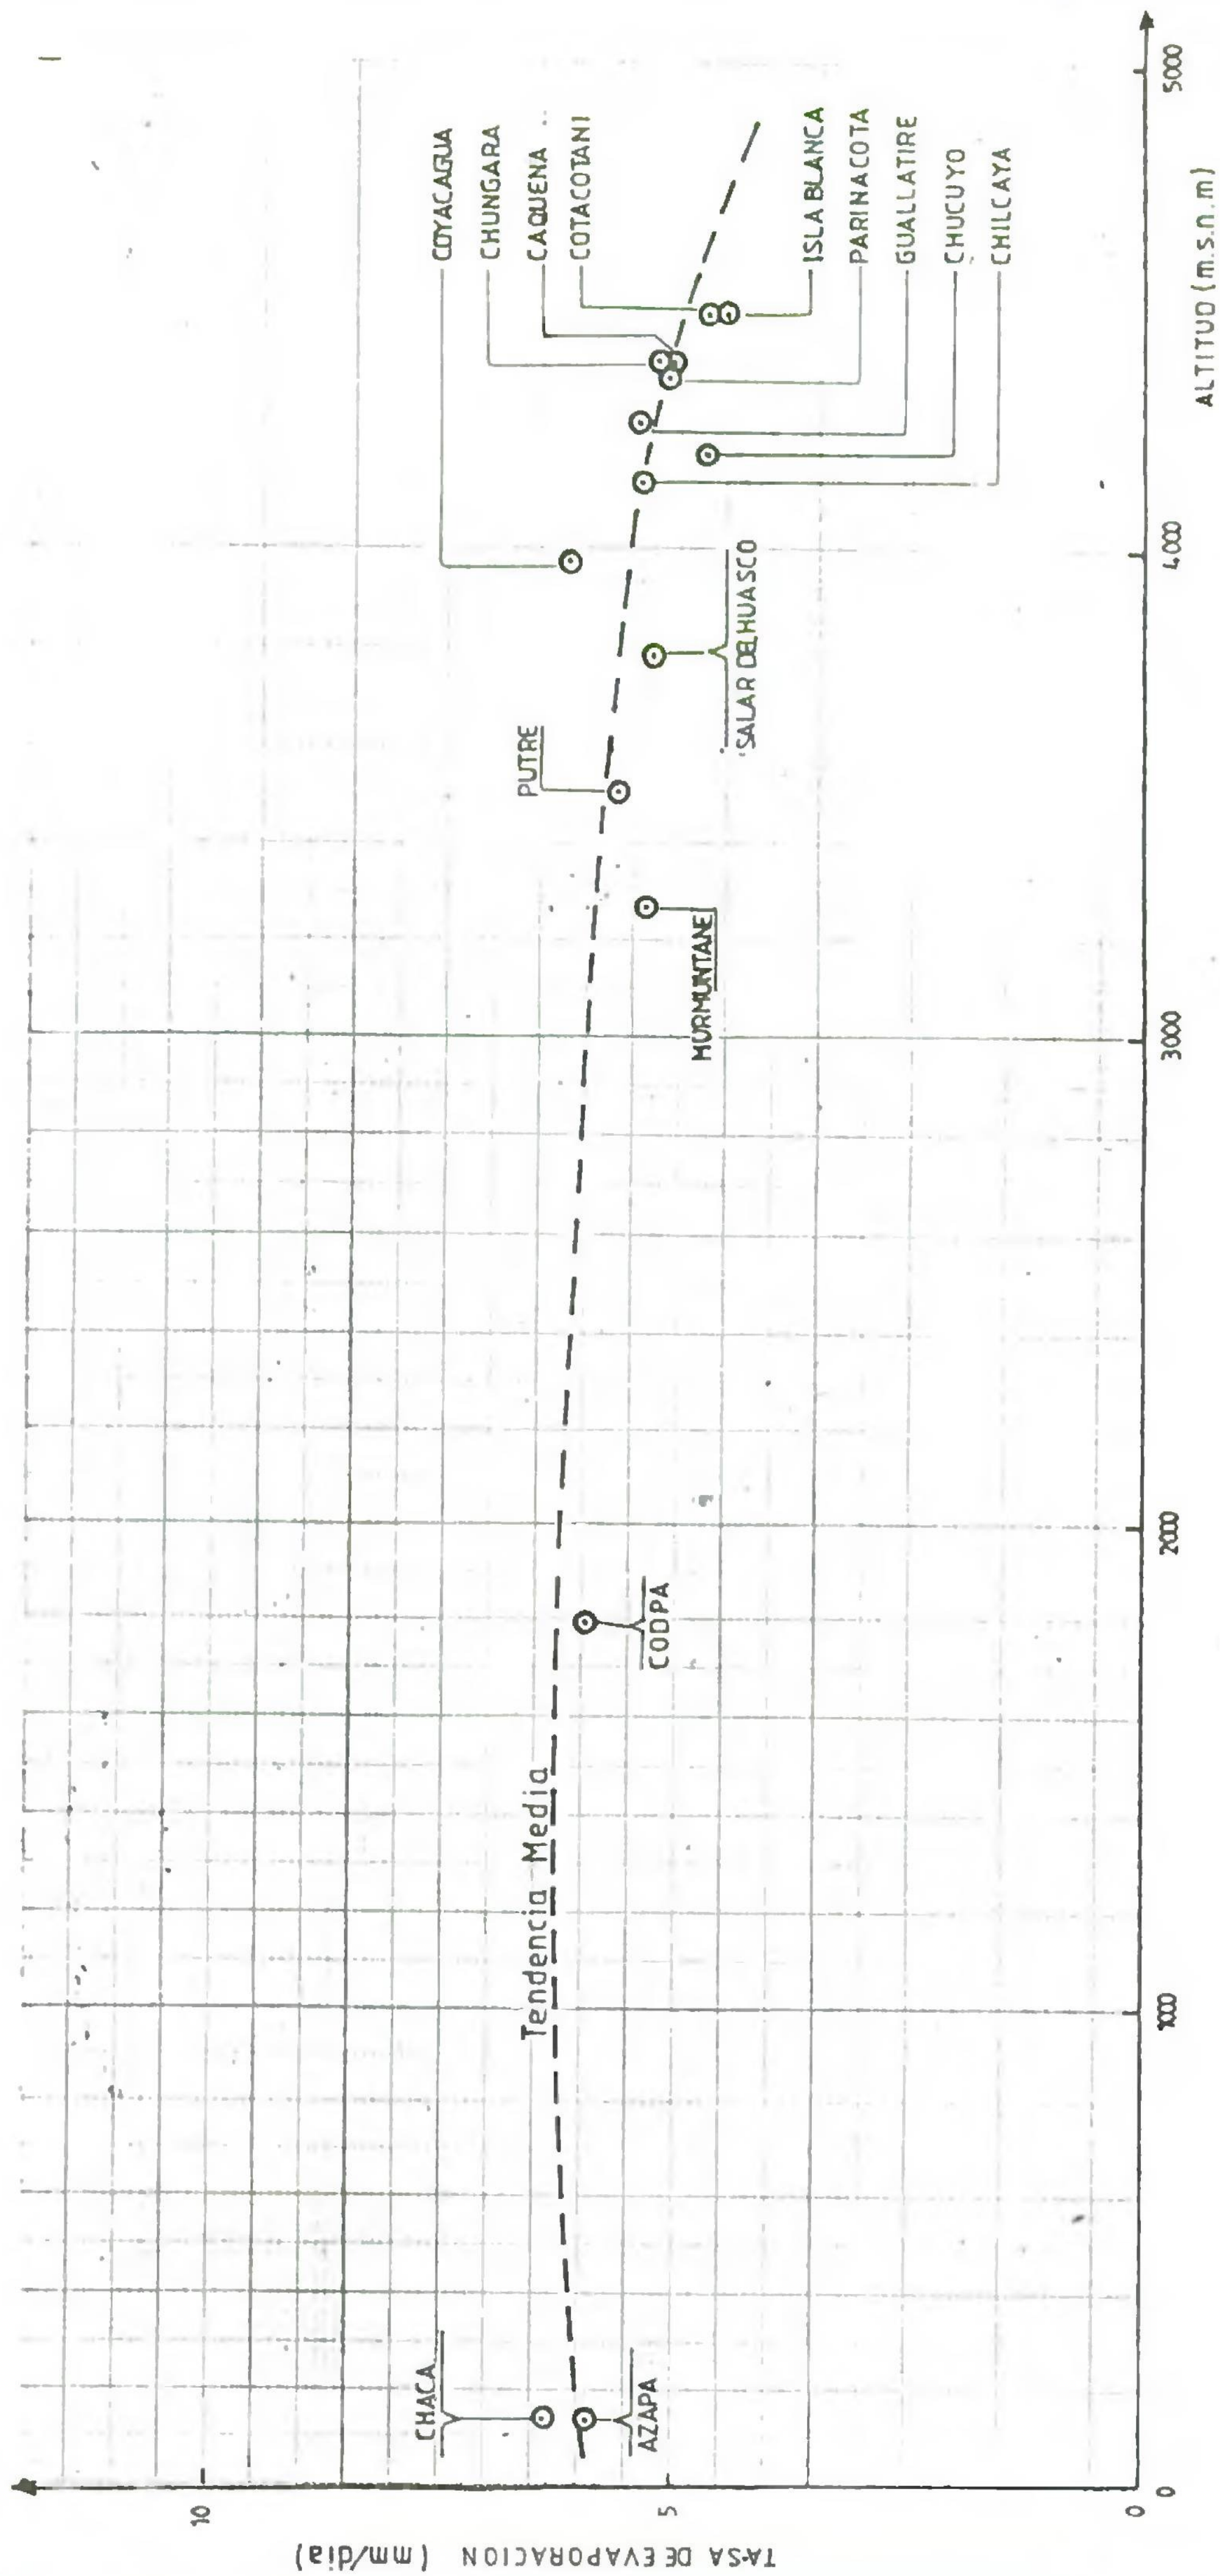 TASA DE EVAPORACION (mm/dia)
10
5
0
CHACA
AZAPA
Tendencia Media
CODPA
MURMUNTANE
PUTRE
SALAR DEL HUASCO
COYACAGUA
CHUNGARA
CAQUENA
COTACOTANI
ISLA BLANCA
PARINACOTA
GUALLATIRE
CHUCUYO
CHILCAYA
0
1000
2000
3000
4000
5000
ALTITUD (m.s.n.m)